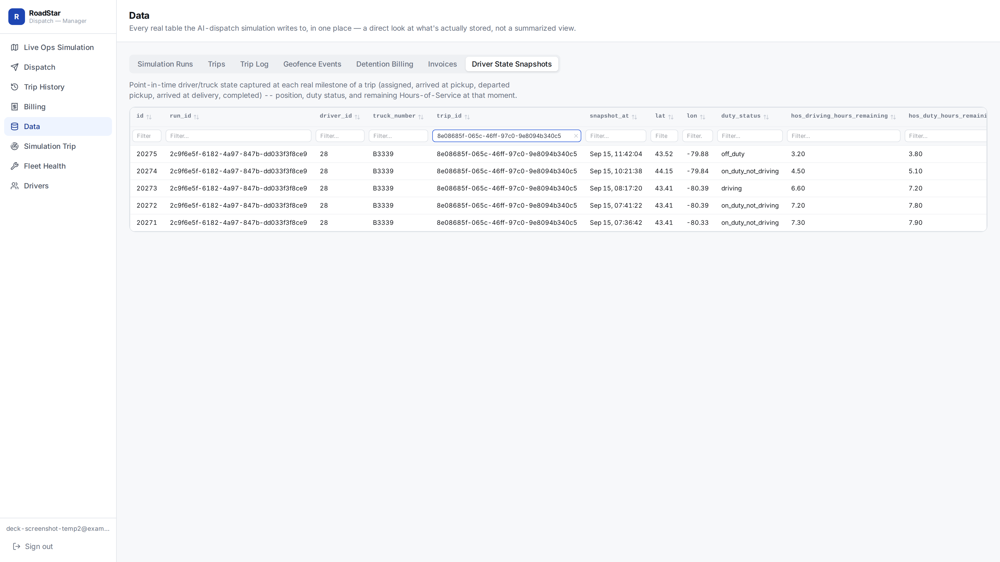 R
RoadStar
Dispatch — Manager
Live Ops Simulation
Dispatch
Trip History
Billing
Data
Simulation Trip
Fleet Health
Drivers
deck-screenshot-temp2@exam...
Sign out
Data
Every real table the AI-dispatch simulation writes to, in one place — a direct look at what's actually stored, not a summarized view.
Simulation Runs Trips Trip Log Geofence Events Detention Billing Invoices Driver State Snapshots
Point-in-time driver/truck state captured at each real milestone of a trip (assigned, arrived at pickup, departed
pickup, arrived at delivery, completed) -- position, duty status, and remaining Hours-of-Service at that moment.
id run_id driver_id truck_number trip_id snapshot_at lat lon duty_status hos_driving_hours_remaining hos_duty_hours_remaini
Filter Filter... Filter... Filter... 8e08685f-065c-46ff-97c0-9e8094b340c5 Filter... Filte Filter. Filter... Filter... Filter...
20275 2c9f6e5f-6182-4a97-847b-dd033f3f8ce9 28 B3339 8e08685f-065c-46ff-97c0-9e8094b340c5 Sep 15, 11:42:04 43.52 -79.88 off_duty 3.20 3.80
20274 2c9f6e5f-6182-4a97-847b-dd033f3f8ce9 28 B3339 8e08685f-065c-46ff-97c0-9e8094b340c5 Sep 15, 10:21:38 44.15 -79.84 on_duty_not_driving 4.50 5.10
20273 2c9f6e5f-6182-4a97-847b-dd033f3f8ce9 28 B3339 8e08685f-065c-46ff-97c0-9e8094b340c5 Sep 15, 08:17:20 43.41 -80.39 driving 6.60 7.20
20272 2c9f6e5f-6182-4a97-847b-dd033f3f8ce9 28 B3339 8e08685f-065c-46ff-97c0-9e8094b340c5 Sep 15, 07:41:22 43.41 -80.39 on_duty_not_driving 7.20 7.80
20271 2c9f6e5f-6182-4a97-847b-dd033f3f8ce9 28 B3339 8e08685f-065c-46ff-97c0-9e8094b340c5 Sep 15, 07:36:42 43.41 -80.33 on_duty_not_driving 7.30 7.90